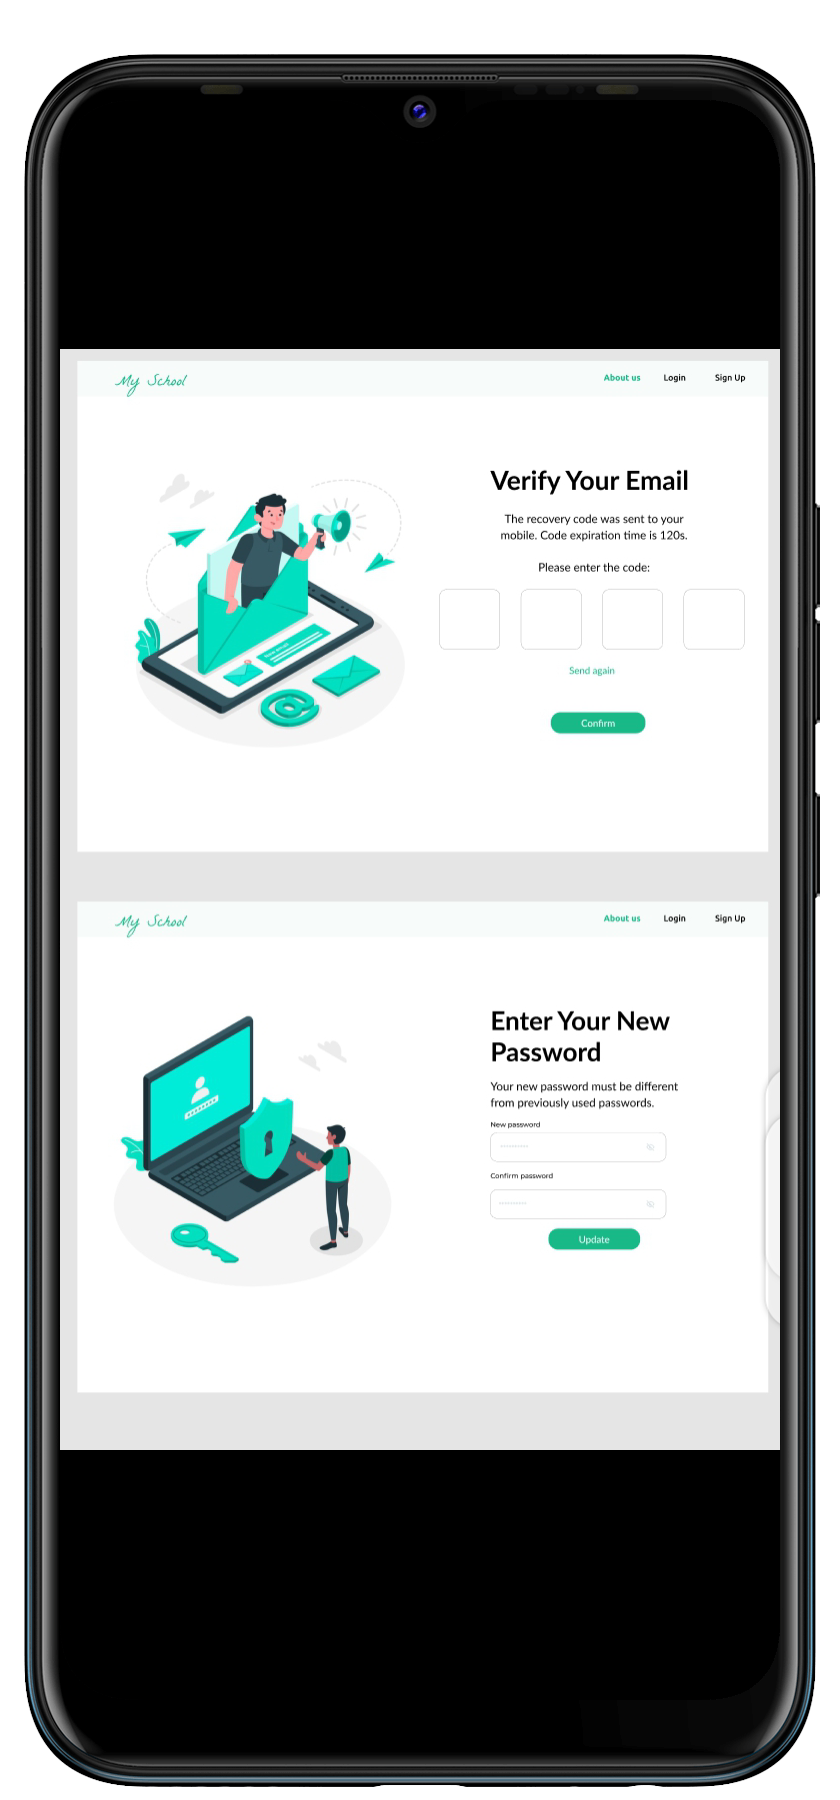 My School
About us Login Sign Up
Verify Your Email
The recovery code was sent to your
mobile. Code expiration time is 120s.
Please enter the code:
Send again
Confirm
My School
About us Login Sign Up
Enter Your New
Password
Your new password must be different
from previously used passwords.
New password
Confirm password
Update